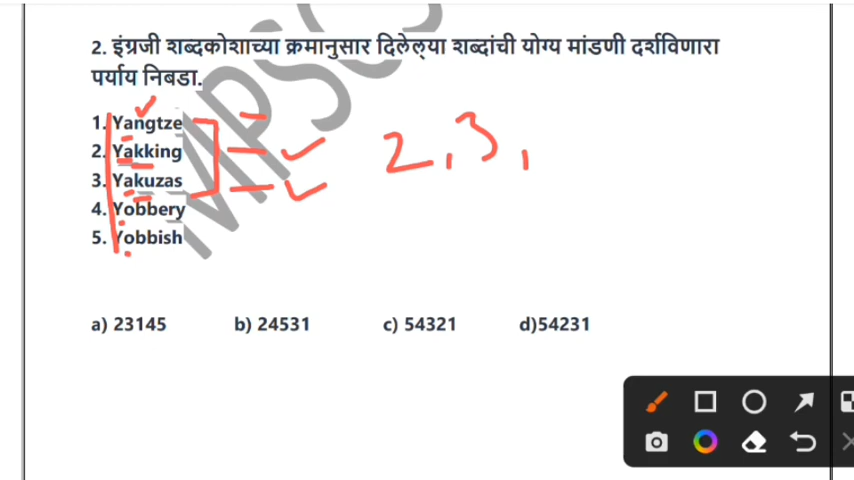 2. इंग्रजी शब्दकोशाच्या क्रमानुसार दिलेल्या शब्दांची योग्य मांडणी दर्शविणारा
पर्याय निबडा.
1. Yangtze
2. Yakking
3. Yakuzas
4. Yobbery
5. Yobbish
2, 3,
a) 23145 b) 24531 c) 54321 d)54231